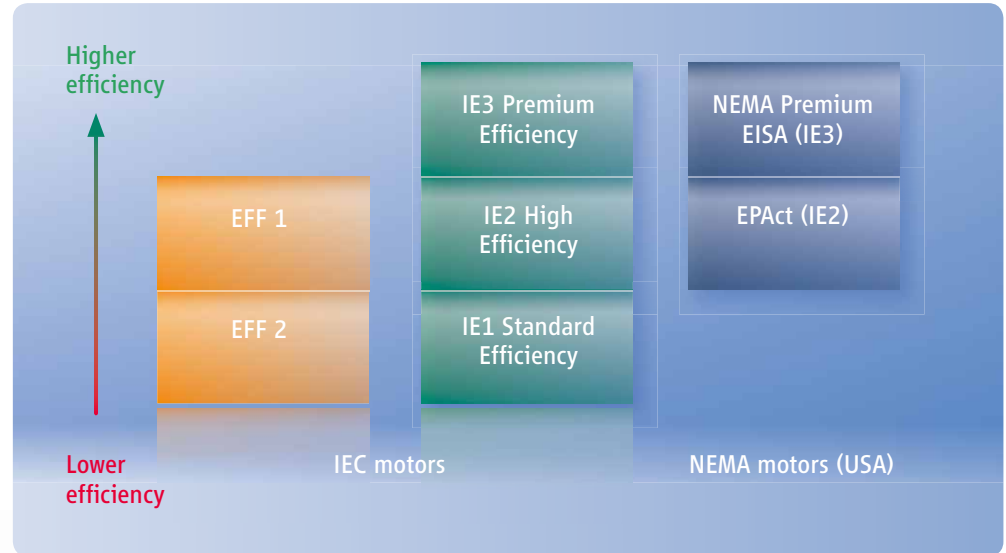 Higher
efficiency
IE3 Premium
Efficiency
NEMA Premium
EISA (IE3)
EFF 1
IE2 High
Efficiency
EPAct (IE2)
EFF 2
IE1 Standard
Efficiency
Lower
efficiency
IEC motors
NEMA motors (USA)